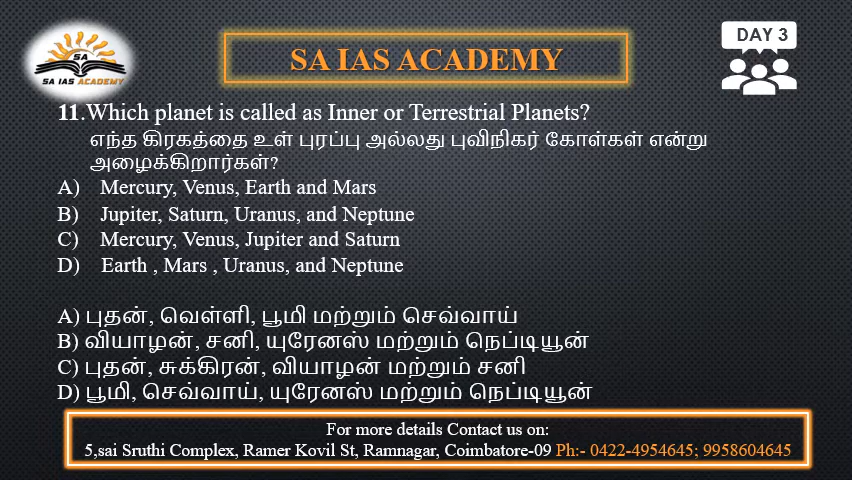 SA
SA IAS ACADEMY
SA IAS ACADEMY
DAY 3
11.Which planet is called as Inner or Terrestrial Planets?
எந்த கிரகத்தை உள் புரப்பு அல்லது புவிநிகர் கோள்கள் என்று
அழைக்கிறார்கள்?
A) Mercury, Venus, Earth and Mars
B) Jupiter, Saturn, Uranus, and Neptune
C) Mercury, Venus, Jupiter and Saturn
D) Earth , Mars , Uranus, and Neptune
A) புதன், வெள்ளி, பூமி மற்றும் செவ்வாய்
B) வியாழன், சனி, யுரேனஸ் மற்றும் நெப்டியூன்
C) புதன், சுக்கிரன், வியாழன் மற்றும் சனி
D) பூமி, செவ்வாய், யுரேனஸ் மற்றும் நெப்டியூன்
For more details Contact us on:
5,sai Sruthi Complex, Ramer Kovil St, Ramnagar, Coimbatore-09 Ph:- 0422-4954645; 9958604645